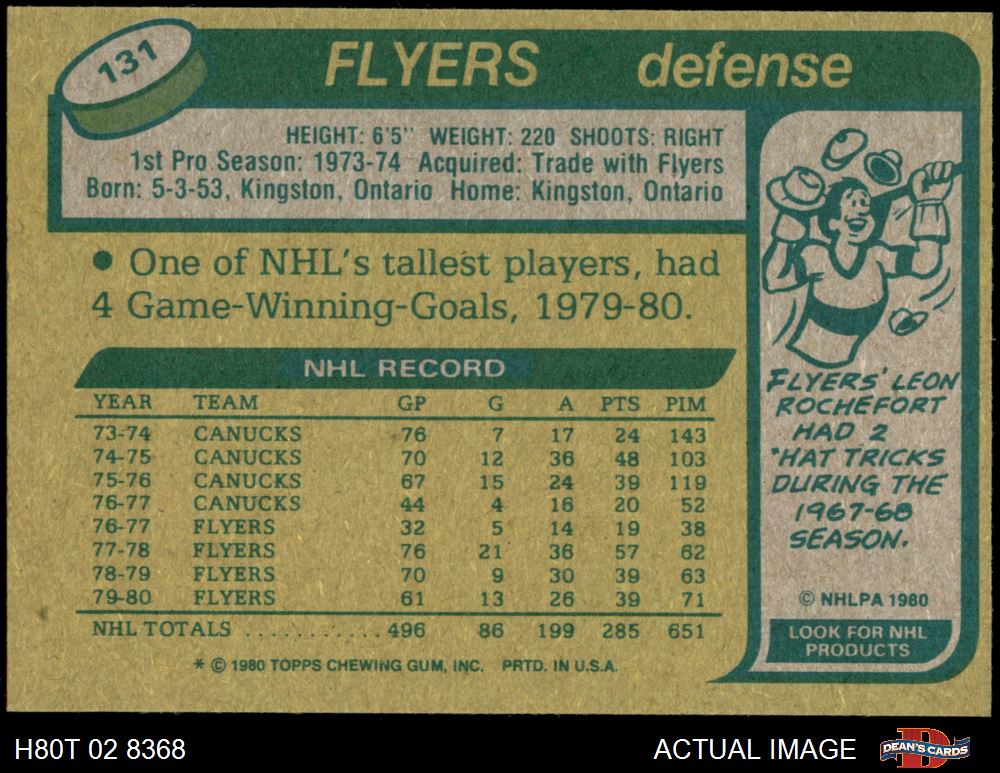 131
FLYERS defense
HEIGHT: 6'5" WEIGHT: 220 SHOOTS: RIGHT
1st Pro Season: 1973-74 Acquired: Trade with Flyers
Born: 5-3-53, Kingston, Ontario Home: Kingston, Ontario
• One of NHL's tallest players, had
4 Game-Winning-Goals, 1979-80.
NHL RECORD
YEAR TEAM GP G A PTS PIM
73-74 CANUCKS 76 7 17 24 143
74-75 CANUCKS 70 12 36 48 103
75-76 CANUCKS 67 15 24 39 119
76-77 CANUCKS 44 4 16 20 52
76-77 FLYERS 32 5 14 19 38
77-78 FLYERS 76 21 36 57 62
78-79 FLYERS 70 9 30 39 63
79-80 FLYERS 61 13 26 39 71
NHL TOTALS .......... 496 86 199 285 651
* © 1980 TOPPS CHEWING GUM, INC. PRTD. IN U.S.A.
FLYERS' LEON
ROCHEFORT
HAD 2
"HAT TRICKS
DURING THE
1967-68
SEASON.
© NHLPA 1980
LOOK FOR NHL
PRODUCTS
H80T 02 8368
ACTUAL IMAGE
DEAN'S CARDS